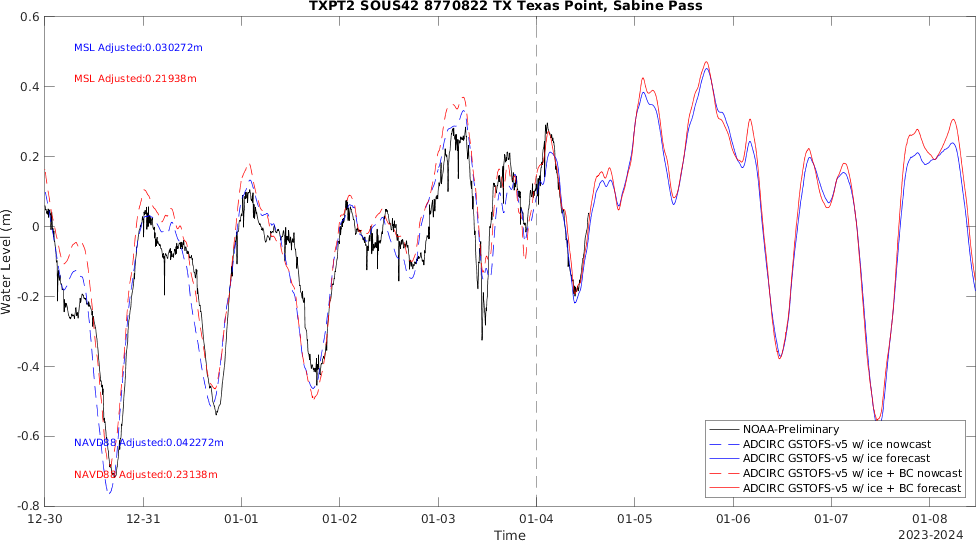 TXPT2 SOUS42 8770822 TX Texas Point, Sabine Pass
0.6
0.4
0.2
0
-0.2
-0.4
-0.6
-0.8
Water Level (m)
MSL Adjusted:0.030272m
MSL Adjusted:0.21938m
NAVD88 Adjusted:0.042272m
NAVD88 Adjusted:0.23138m
NOAA-Preliminary
ADCIRC GSTOFS-v5 w/ ice nowcast
ADCIRC GSTOFS-v5 w/ ice forecast
ADCIRC GSTOFS-v5 w/ ice + BC nowcast
ADCIRC GSTOFS-v5 w/ ice + BC forecast
12-30 12-31 01-01 01-02 01-03 01-04 01-05 01-06 01-07 01-08
Time
2023-2024